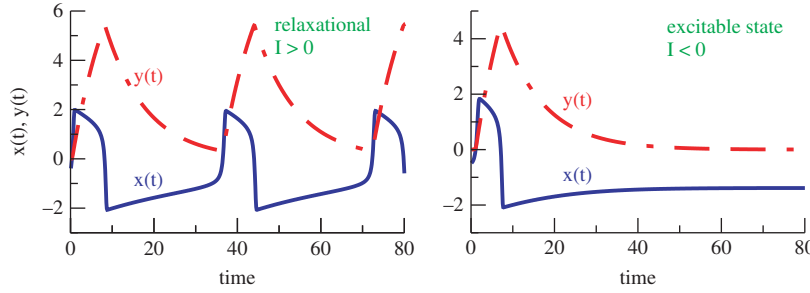 relaxational
I > 0
y(t)
x(t)
x(t), y(t)
6
4
2
0
−2
0
20
40
60
80
time
excitable state
I < 0
y(t)
x(t)
4
2
0
−2
0
20
40
60
80
time